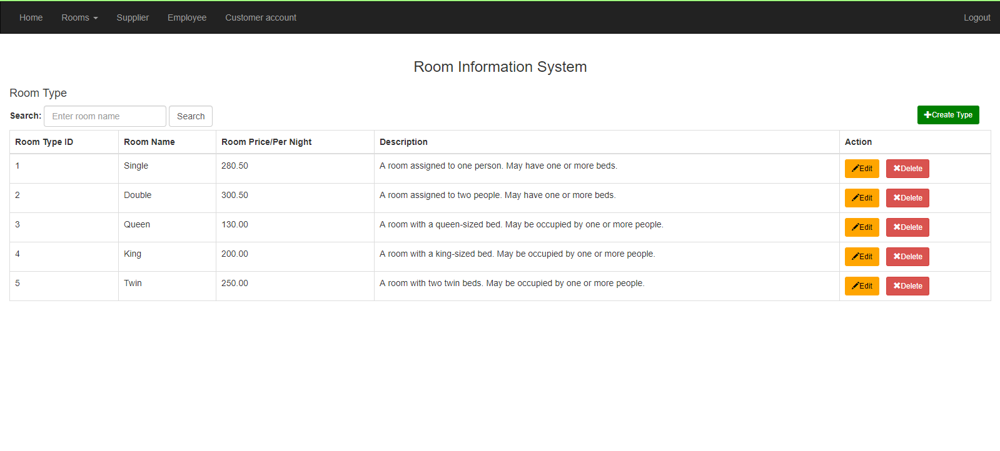 Home Rooms Supplier Employee Customer account Logout
Room Information System
Room Type
Search: Enter room name Search Create Type
Room Type ID Room Name Room Price/Per Night Description Action
1 Single 280.50 A room assigned to one person. May have one or more beds. Edit Delete
2 Double 300.50 A room assigned to two people. May have one or more beds. Edit Delete
3 Queen 130.00 A room with a queen-sized bed. May be occupied by one or more people. Edit Delete
4 King 200.00 A room with a king-sized bed. May be occupied by one or more people. Edit Delete
5 Twin 250.00 A room with two twin beds. May be occupied by one or more people. Edit Delete